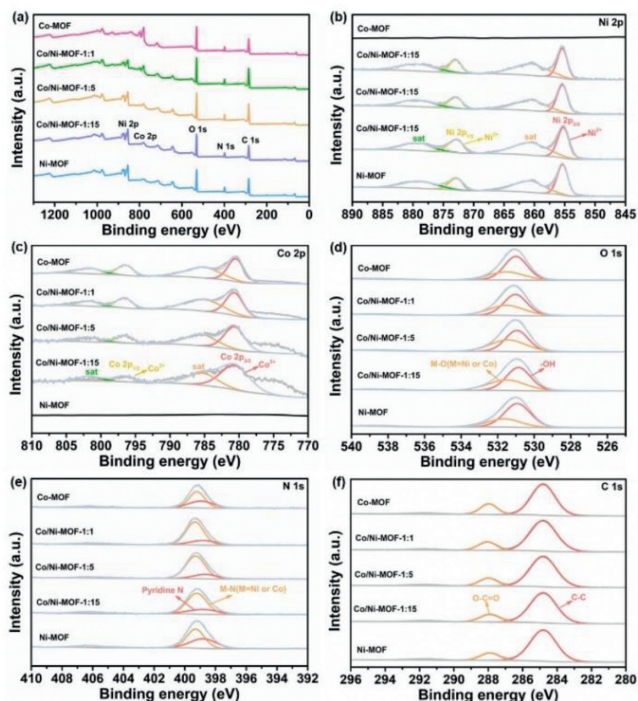 (a)
Co-MOF
Co/Ni-MOF-1:1
Co/Ni-MOF-1:5
Ni 2p
Co 2p
O 1s
N 1s
C 1s
Co/Ni-MOF-1:15
Ni-MOF
Intensity (a.u.)
1200 1000 800 600 400 200 0
Binding energy (eV)
(b)
Ni 2p
Co-MOF
Co/Ni-MOF-1:15
Co/Ni-MOF-1:15
Co/Ni-MOF-1:15
Ni 2p3/2
sat
Ni 2p1/2
Ni2+
sat
Ni2+
Ni-MOF
Intensity (a.u.)
890 885 880 875 870 865 860 855 850 845
Binding energy (eV)
(c)
Co 2p
Co-MOF
Co/Ni-MOF-1:1
Co/Ni-MOF-1:5
Co/Ni-MOF-1:15
sat
Co 2p1/2
Co2+
sat
Co 2p3/2
Co2+
Ni-MOF
Intensity (a.u.)
810 805 800 795 790 785 780 775 770
Binding energy (eV)
(d)
O 1s
Co-MOF
Co/Ni-MOF-1:1
Co/Ni-MOF-1:5
M-O(M=Ni or Co)
-OH
Co/Ni-MOF-1:15
Ni-MOF
Intensity (a.u.)
540 535 530 525
Binding energy (eV)
(e)
N 1s
Co-MOF
Co/Ni-MOF-1:1
Co/Ni-MOF-1:5
Pyridine N
M-N(M=Ni or Co)
Co/Ni-MOF-1:15
Ni-MOF
Intensity (a.u.)
410 408 406 404 402 400 398 396 394 392
Binding energy (eV)
(f)
C 1s
Co-MOF
Co/Ni-MOF-1:1
Co/Ni-MOF-1:5
Co/Ni-MOF-1:15
O-C=O
C-C
Ni-MOF
Intensity (a.u.)
296 294 292 290 288 286 284 282 280
Binding energy (eV)